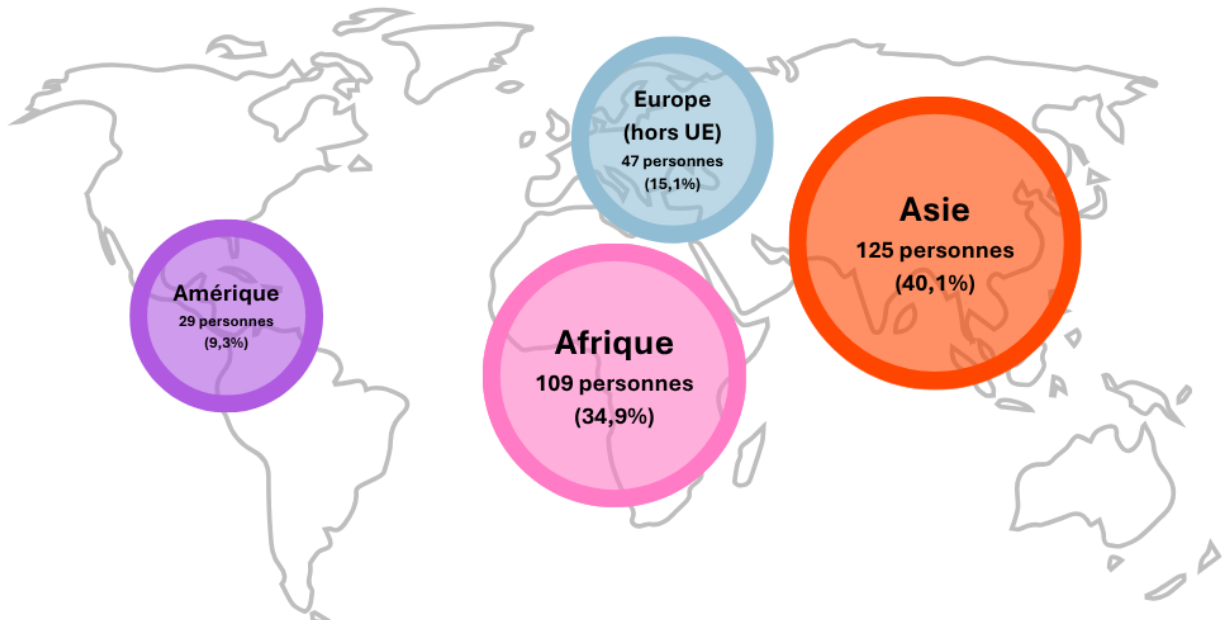 Europe
(hors UE)
47 personnes
(15,1%)
Asie
125 personnes
(40,1%)
Amérique
29 personnes
(9,3%)
Afrique
109 personnes
(34,9%)